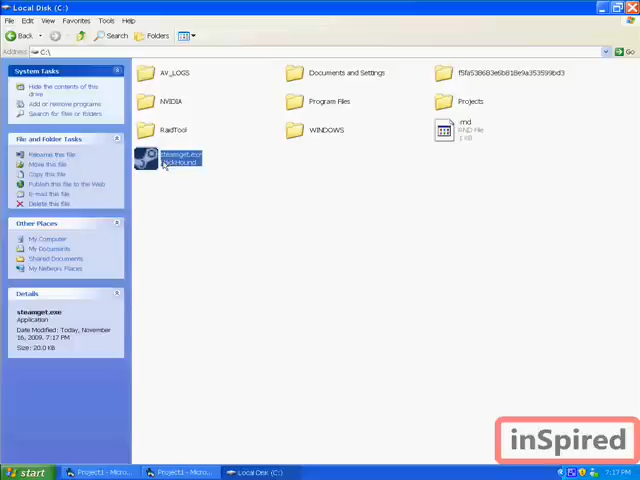 Local Disk (C:)
File Edit View Favorites Tools Help
Back Search Folders
Address C:\ Go
System Tasks
Hide the contents of this
drive
Add or remove programs
Search for files or folders
File and Folder Tasks
Rename this file
Move this file
Copy this file
Publish this file to the Web
E-mail this file
Delete this file
Other Places
My Computer
My Documents
Shared Documents
My Network Places
Details
steamget.exe
Application
Date Modified: Today, November
16, 2009, 7:17 PM
Size: 20.0 KB
AV_LOGS
Documents and Settings
NVIDIA
Program Files
Projects
RaidTool
WINDOWS
.rnd
RND File
1 KB
steamget.exe
inSpired
start
Project1 - Micro...
Project1 - Micro...
Local Disk (C:)
7:17 PM